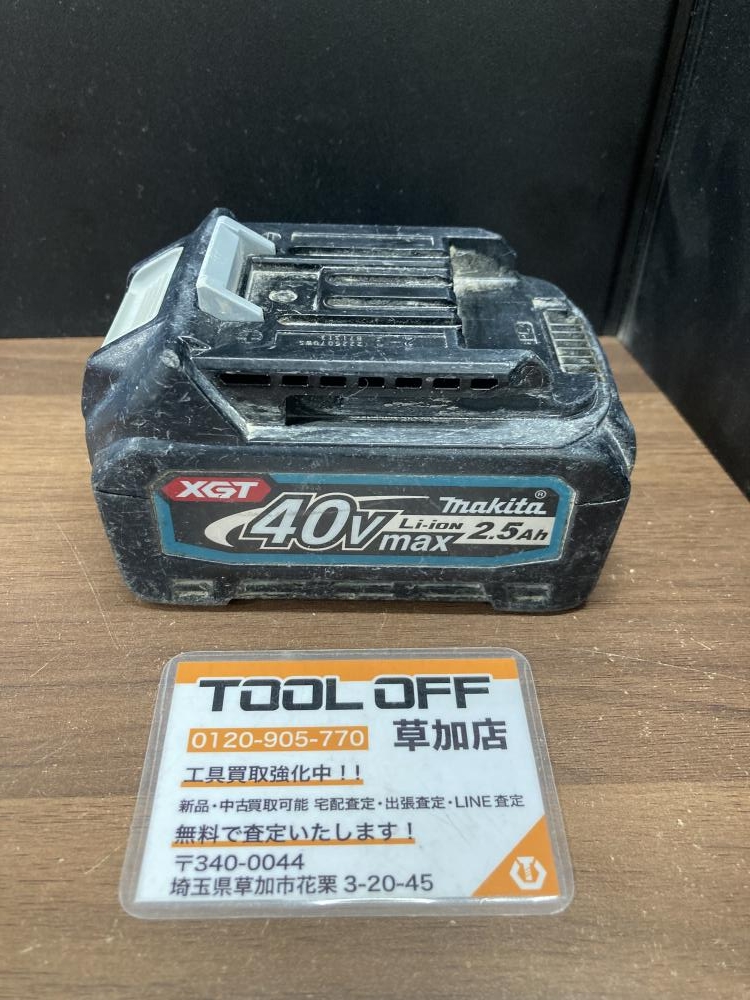 XGT
40Vmax
Li-ion
makita®
2.5Ah
TOOL OFF
0120-905-770 草加店
工具買取強化中！！
新品・中古買取可能 宅配査定・出張査定・LINE査定
無料で査定いたします！
〒340-0044
埼玉県草加市花栗 3-20-45